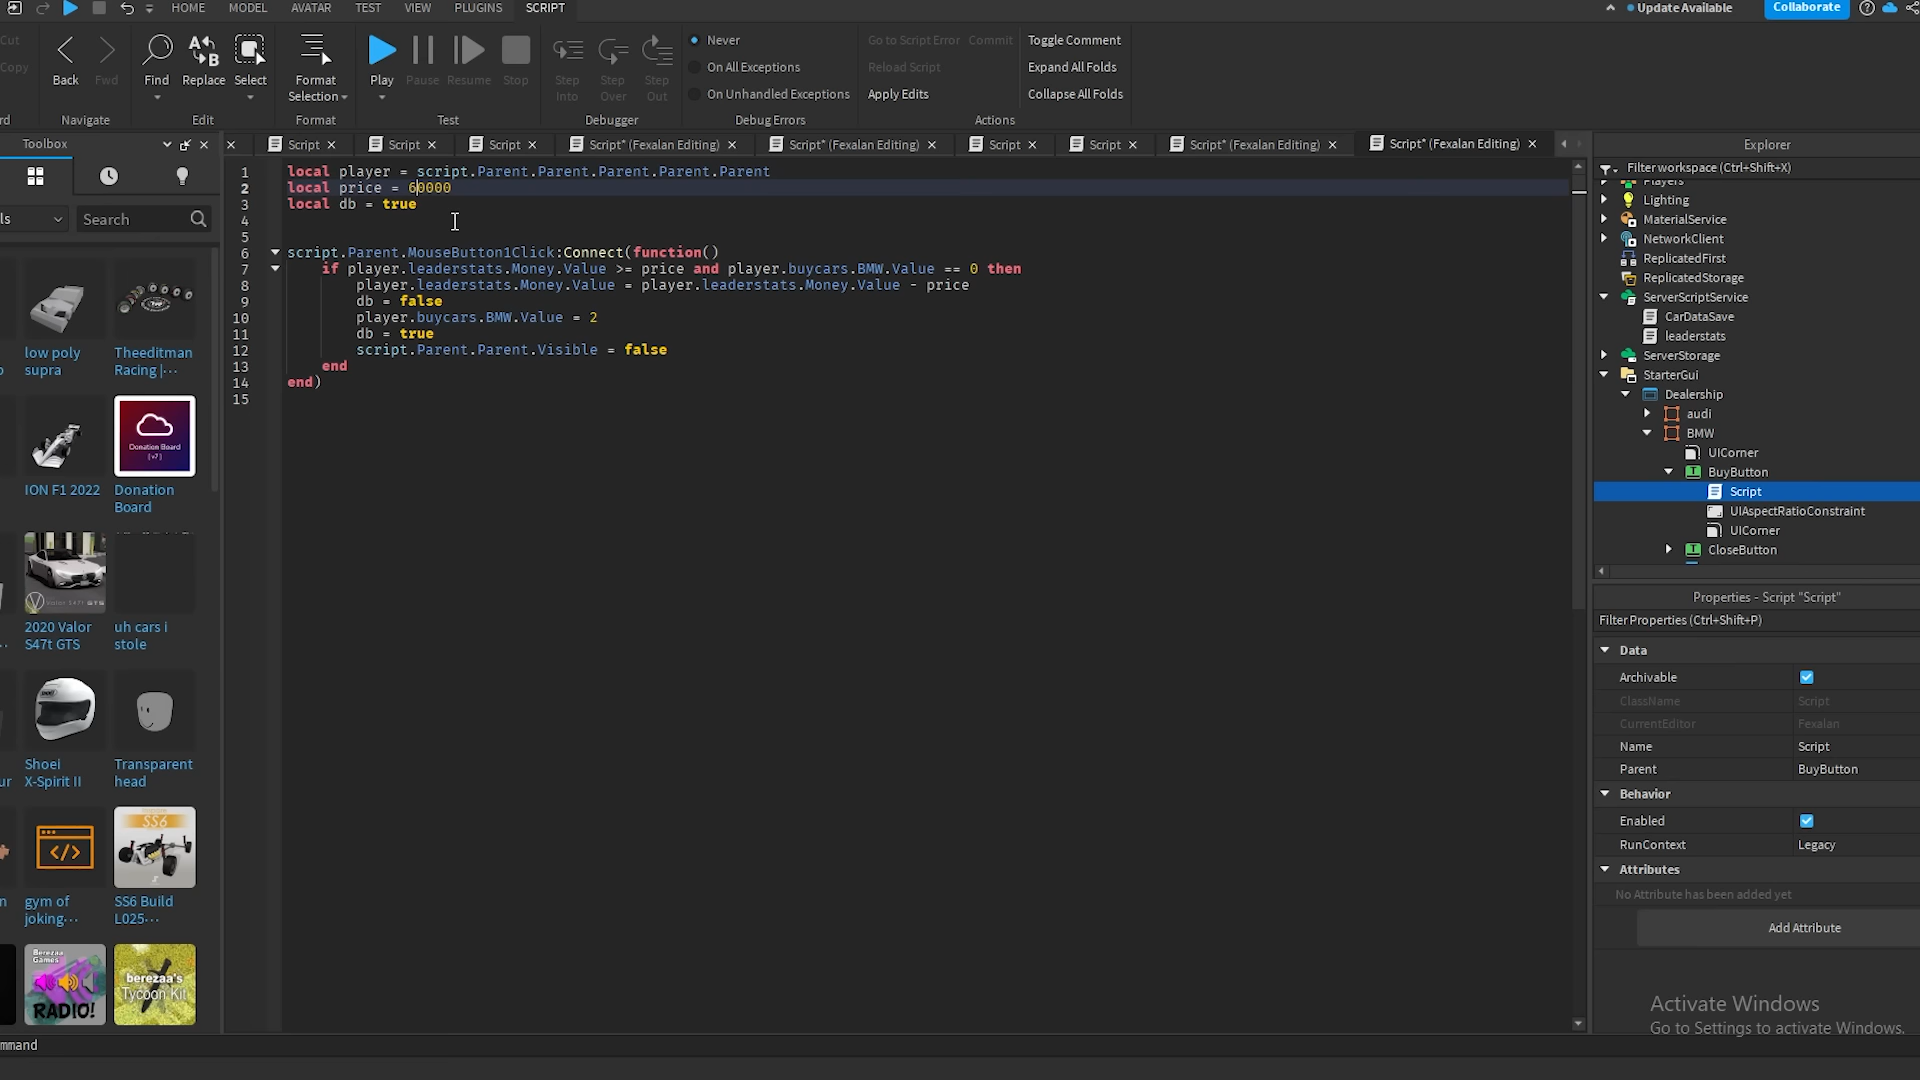 HOME MODEL AVATAR TEST VIEW PLUGINS SCRIPT
Update Available
Collaborate
Cut
Copy
Back
Fwd
Navigate
Find
Replace
Select
Edit
Format
Selection
Format
Play
Pause
Resume
Stop
Test
Step
Into
Step
Over
Step
Out
Debugger
Never
On All Exceptions
On Unhandled Exceptions
Debug Errors
Go to Script Error Commit
Reload Script
Apply Edits
Toggle Comment
Expand All Folds
Collapse All Folds
Actions
Toolbox
Script
Script
Script
Script* (Fexalan Editing)
Script* (Fexalan Editing)
Script
Script
Script* (Fexalan Editing)
Script* (Fexalan Editing)
Search
low poly
supra
Theeditman
Racing |...
ION F1 2022
Donation Board
[v7]
Donation
Board
2020 Valor
S47t GTS
uh cars i
stole
Shoei
X-Spirit II
Transparent
head
gym of
joking...
SS6
SS6 Build
L025...
Berezaa
Games
RADIO!
berezaa's
Tycoon Kit
1 local player = script.Parent.Parent.Parent.Parent.Parent
2 local price = 60000
3 local db = true
4
5
6 script.Parent.MouseButton1Click:Connect(function()
7 if player.leaderstats.Money.Value >= price and player.buycars.BMW.Value == 0 then
8 player.leaderstats.Money.Value = player.leaderstats.Money.Value - price
9 db = false
10 player.buycars.BMW.Value = 2
11 db = true
12 script.Parent.Parent.Visible = false
13 end
14 end)
15
Explorer
Filter workspace (Ctrl+Shift+X)
Players
Lighting
MaterialService
NetworkClient
ReplicatedFirst
ReplicatedStorage
ServerScriptService
CarDataSave
leaderstats
ServerStorage
StarterGui
Dealership
audi
BMW
UICorner
BuyButton
Script
UIAspectRatioConstraint
UICorner
CloseButton
Properties - Script "Script"
Filter Properties (Ctrl+Shift+P)
Data
Archivable
ClassName Script
CurrentEditor Fexalan
Name Script
Parent BuyButton
Behavior
Enabled
RunContext Legacy
Attributes
No Attribute has been added yet
Add Attribute
Activate Windows
Go to Settings to activate Windows.
mmand